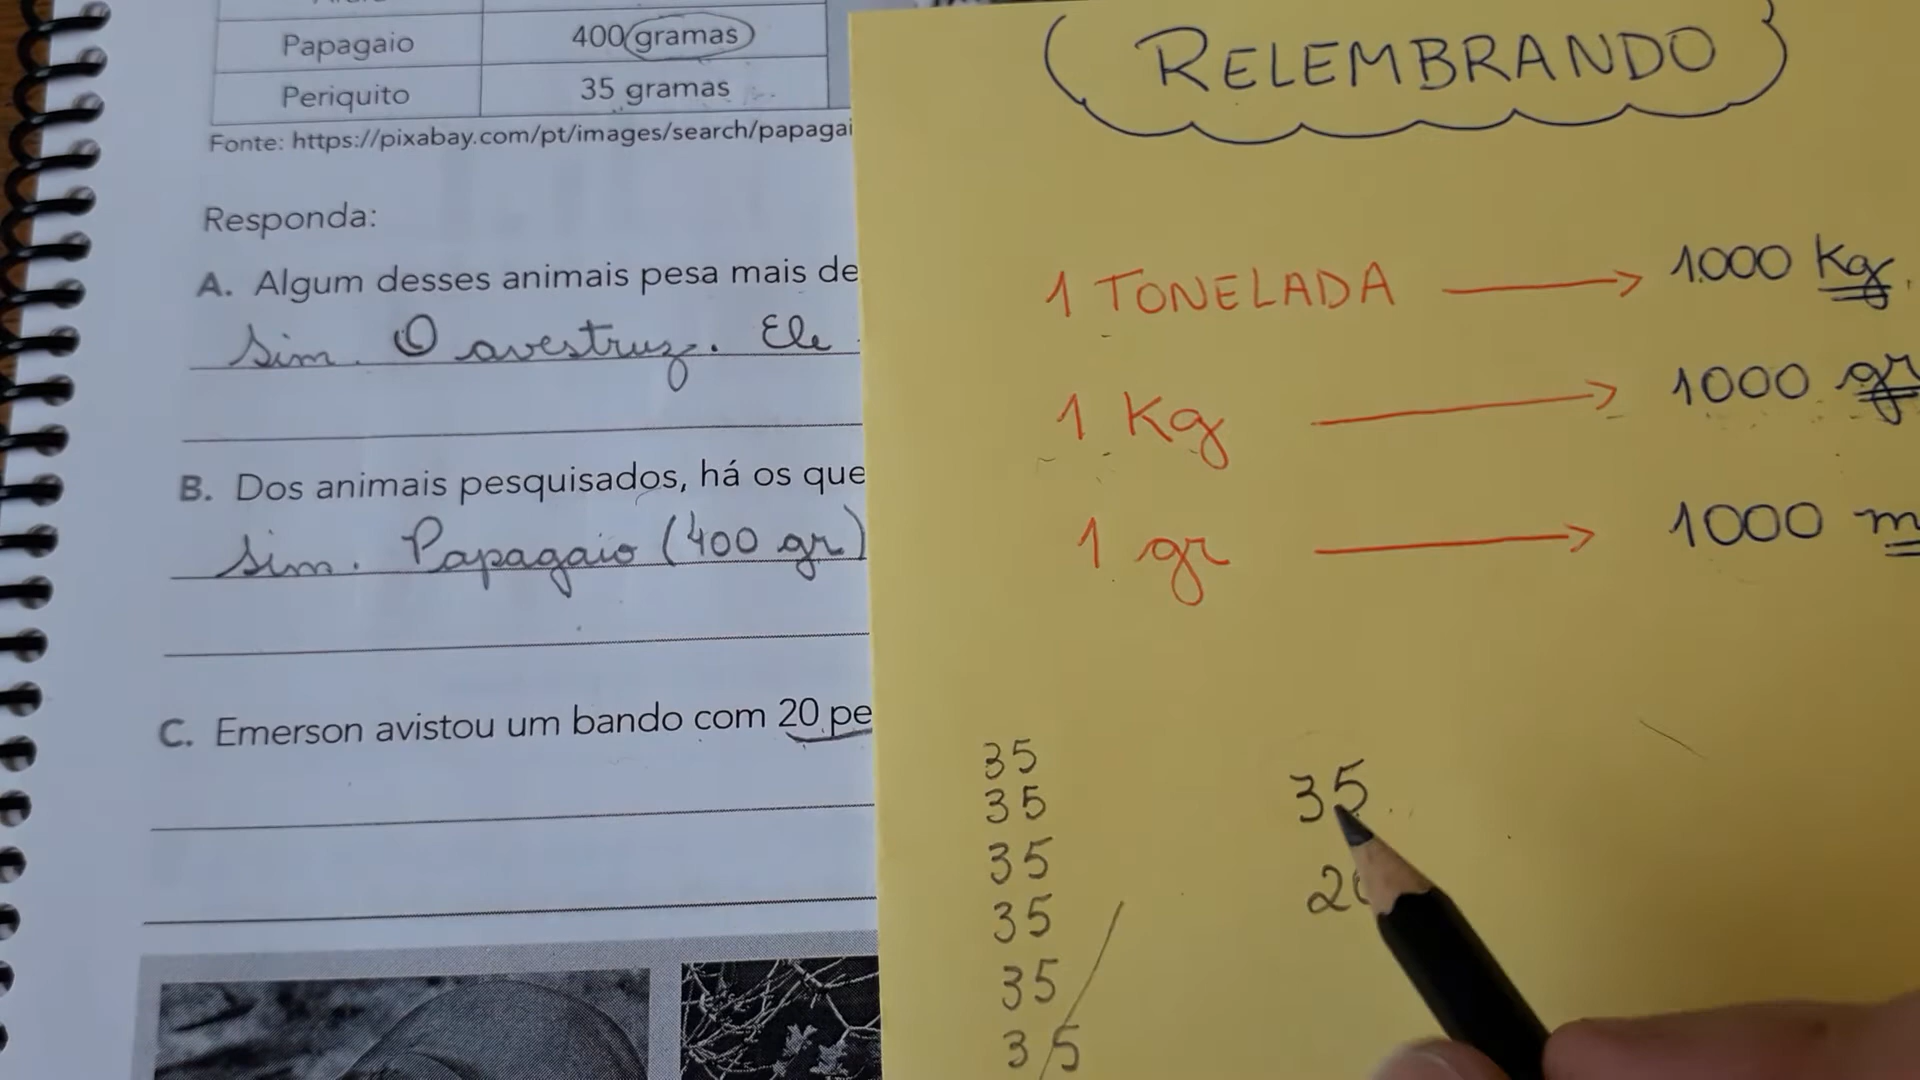 Papagaio 400 gramas
Periquito 35 gramas
Fonte: https://pixabay.com/pt/images/search/papagai
Responda:
A. Algum desses animais pesa mais de
Sim. O avestruz. Ele
B. Dos animais pesquisados, há os que
Sim. Papagaio (400 gr)
C. Emerson avistou um bando com 20 pe
RELEMBRANDO
1 TONELADA → 1000 Kg.
1 Kg → 1000 gr
1 gr → 1000 m
35
35
35
35
35
35
35
20